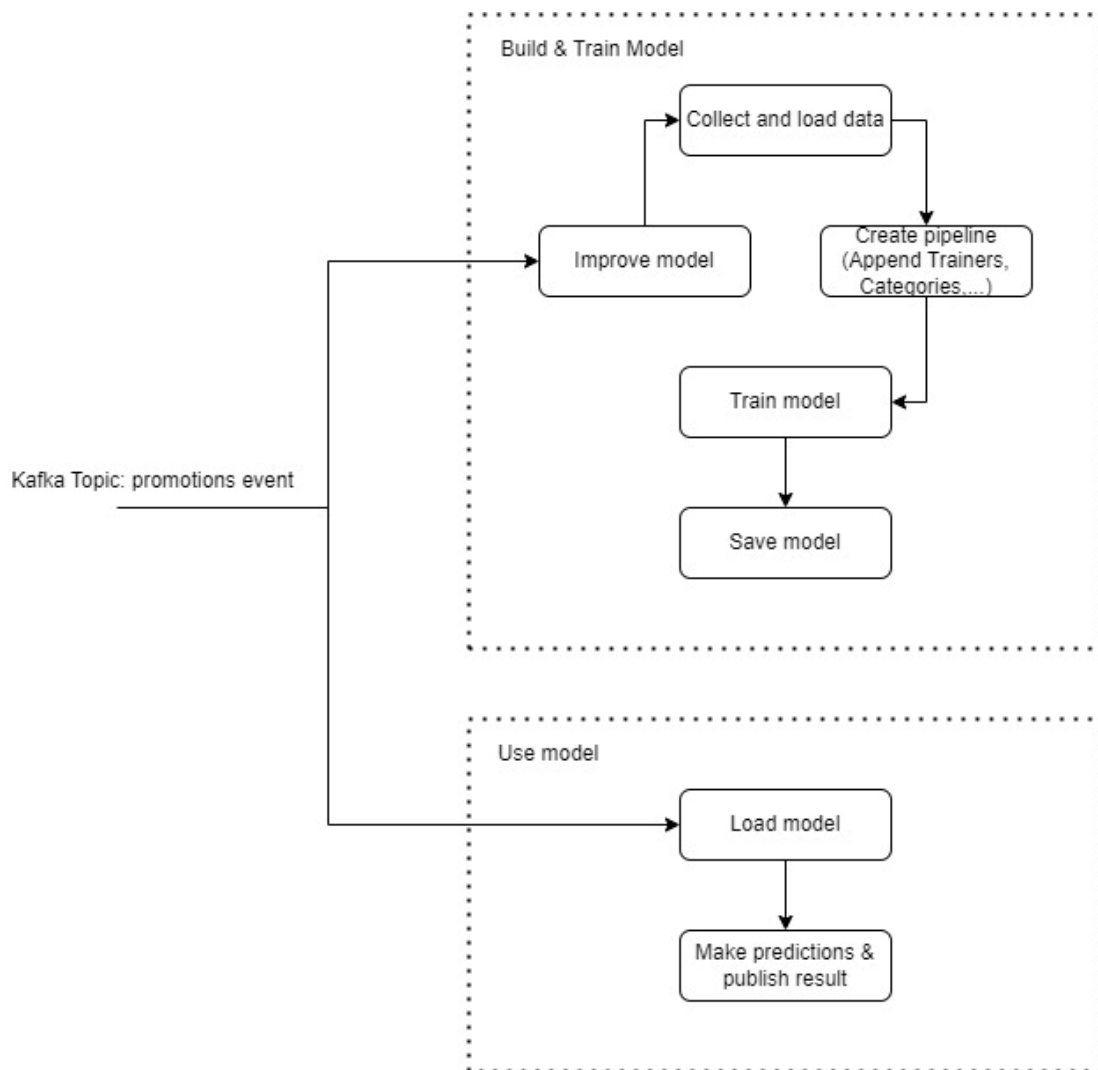 Build & Train Model
Collect and load data
Improve model
Create pipeline
(Append Trainers,
Categories,...)
Train model
Kafka Topic: promotions event
Save model
Use model
Load model
Make predictions &
publish result